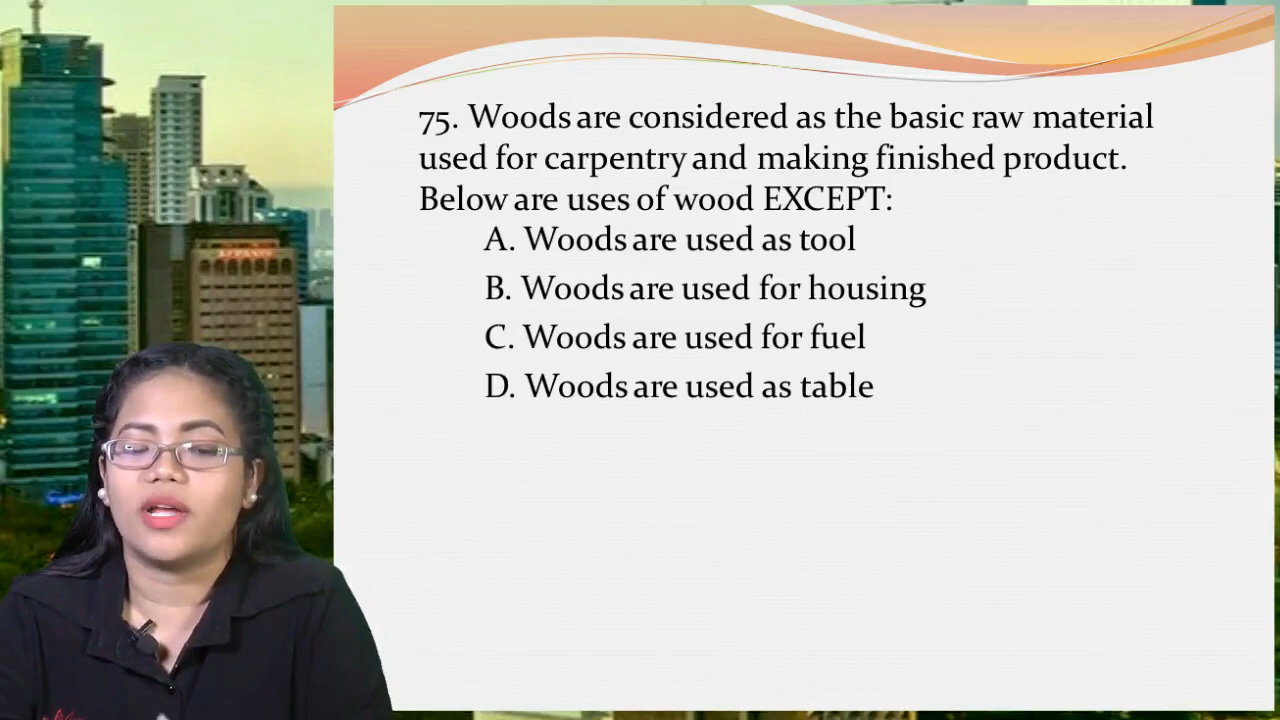 75. Woods are considered as the basic raw material
used for carpentry and making finished product.
Below are uses of wood EXCEPT:
A. Woods are used as tool
B. Woods are used for housing
C. Woods are used for fuel
D. Woods are used as table